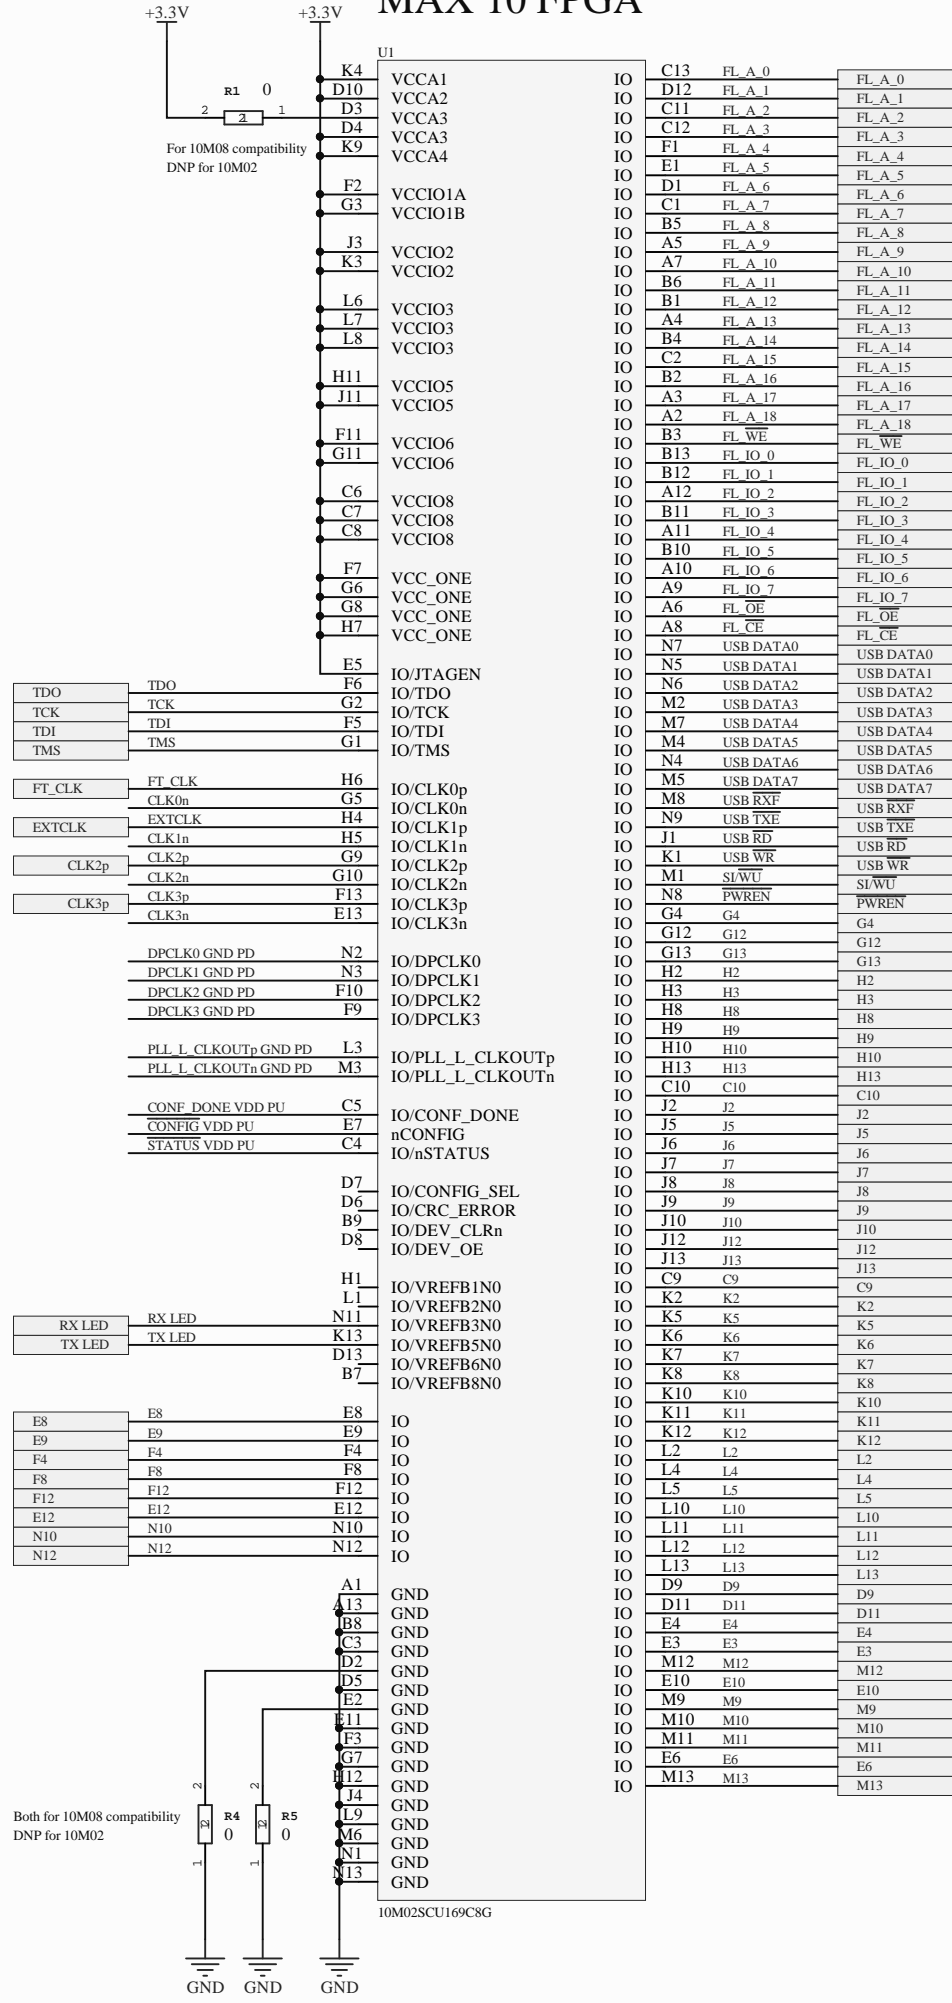 MAX 10 FPGA
+3.3V
+3.3V
R1 0
2 21 1
For 10M08 compatibility
DNP for 10M02
U1
K4 VCCA1
D10 VCCA2
D3 VCCA3
D4 VCCA3
K9 VCCA4
F2 VCCIO1A
G3 VCCIO1B
J3 VCCIO2
K3 VCCIO2
L6 VCCIO3
L7 VCCIO3
L8 VCCIO3
H11 VCCIO5
J11 VCCIO5
F11 VCCIO6
G11 VCCIO6
C6 VCCIO8
C7 VCCIO8
C8 VCCIO8
F7 VCC_ONE
G6 VCC_ONE
G8 VCC_ONE
H7 VCC_ONE
E5 IO/JTAGEN
TDO TDO F6 IO/TDO
TCK TCK G2 IO/TCK
TDI TDI F5 IO/TDI
TMS TMS G1 IO/TMS
FT_CLK FT_CLK H6 IO/CLK0p
CLK0n G5 IO/CLK0n
EXTCLK EXTCLK H4 IO/CLK1p
CLK1n H5 IO/CLK1n
CLK2p CLK2p G9 IO/CLK2p
CLK2n G10 IO/CLK2n
CLK3p CLK3p F13 IO/CLK3p
CLK3n E13 IO/CLK3n
DPCLK0 GND PD N2 IO/DPCLK0
DPCLK1 GND PD N3 IO/DPCLK1
DPCLK2 GND PD F10 IO/DPCLK2
DPCLK3 GND PD F9 IO/DPCLK3
PLL_L_CLKOUTp GND PD L3 IO/PLL_L_CLKOUTp
PLL_L_CLKOUTn GND PD M3 IO/PLL_L_CLKOUTn
CONF_DONE VDD PU C5 IO/CONF_DONE
CONFIG VDD PU E7 nCONFIG
STATUS VDD PU C4 IO/nSTATUS
D7 IO/CONFIG_SEL
D6 IO/CRC_ERROR
B9 IO/DEV_CLRn
D8 IO/DEV_OE
H1 IO/VREFB1N0
L1 IO/VREFB2N0
RX LED RX LED N11 IO/VREFB3N0
TX LED TX LED K13 IO/VREFB5N0
D13 IO/VREFB6N0
B7 IO/VREFB8N0
E8 E8 E8 IO
E9 E9 E9 IO
F4 F4 F4 IO
F8 F8 F8 IO
F12 F12 F12 IO
E12 E12 E12 IO
N10 N10 N10 IO
N12 N12 N12 IO
A1 GND
A13 GND
B8 GND
C3 GND
D2 GND
D5 GND
E2 GND
E11 GND
F3 GND
G7 GND
H12 GND
J4 GND
L9 GND
M6 GND
N1 GND
N13 GND
Both for 10M08 compatibility
DNP for 10M02
2 12 1 R4 0
2 12 1 R5 0
GND GND GND
10M02SCU169C8G
IO C13 FL_A_0 FL_A_0
IO D12 FL_A_1 FL_A_1
IO C11 FL_A_2 FL_A_2
IO C12 FL_A_3 FL_A_3
IO F1 FL_A_4 FL_A_4
IO E1 FL_A_5 FL_A_5
IO D1 FL_A_6 FL_A_6
IO C1 FL_A_7 FL_A_7
IO B5 FL_A_8 FL_A_8
IO A5 FL_A_9 FL_A_9
IO A7 FL_A_10 FL_A_10
IO B6 FL_A_11 FL_A_11
IO B1 FL_A_12 FL_A_12
IO A4 FL_A_13 FL_A_13
IO B4 FL_A_14 FL_A_14
IO C2 FL_A_15 FL_A_15
IO B2 FL_A_16 FL_A_16
IO A3 FL_A_17 FL_A_17
IO A2 FL_A_18 FL_A_18
IO B3 FL_WE FL_WE
IO B13 FL_IO_0 FL_IO_0
IO B12 FL_IO_1 FL_IO_1
IO A12 FL_IO_2 FL_IO_2
IO B11 FL_IO_3 FL_IO_3
IO A11 FL_IO_4 FL_IO_4
IO B10 FL_IO_5 FL_IO_5
IO A10 FL_IO_6 FL_IO_6
IO A9 FL_IO_7 FL_IO_7
IO A6 FL_OE FL_OE
IO A8 FL_CE FL_CE
IO N7 USB DATA0 USB DATA0
IO N5 USB DATA1 USB DATA1
IO N6 USB DATA2 USB DATA2
IO M2 USB DATA3 USB DATA3
IO M7 USB DATA4 USB DATA4
IO M4 USB DATA5 USB DATA5
IO N4 USB DATA6 USB DATA6
IO M5 USB DATA7 USB DATA7
IO M8 USB RXF USB RXF
IO N9 USB TXE USB TXE
IO J1 USB RD USB RD
IO K1 USB WR USB WR
IO M1 SI/WU SI/WU
IO N8 PWREN PWREN
IO G4 G4 G4
IO G12 G12 G12
IO G13 G13 G13
IO H2 H2 H2
IO H3 H3 H3
IO H8 H8 H8
IO H9 H9 H9
IO H10 H10 H10
IO H13 H13 H13
IO C10 C10 C10
IO J2 J2 J2
IO J5 J5 J5
IO J6 J6 J6
IO J7 J7 J7
IO J8 J8 J8
IO J9 J9 J9
IO J10 J10 J10
IO J12 J12 J12
IO J13 J13 J13
IO C9 C9 C9
IO K2 K2 K2
IO K5 K5 K5
IO K6 K6 K6
IO K7 K7 K7
IO K8 K8 K8
IO K10 K10 K10
IO K11 K11 K11
IO K12 K12 K12
IO L2 L2 L2
IO L4 L4 L4
IO L5 L5 L5
IO L10 L10 L10
IO L11 L11 L11
IO L12 L12 L12
IO L13 L13 L13
IO D9 D9 D9
IO D11 D11 D11
IO E4 E4 E4
IO E3 E3 E3
IO M12 M12 M12
IO E10 E10 E10
IO M9 M9 M9
IO M10 M10 M10
IO M11 M11 M11
IO E6 E6 E6
IO M13 M13 M13